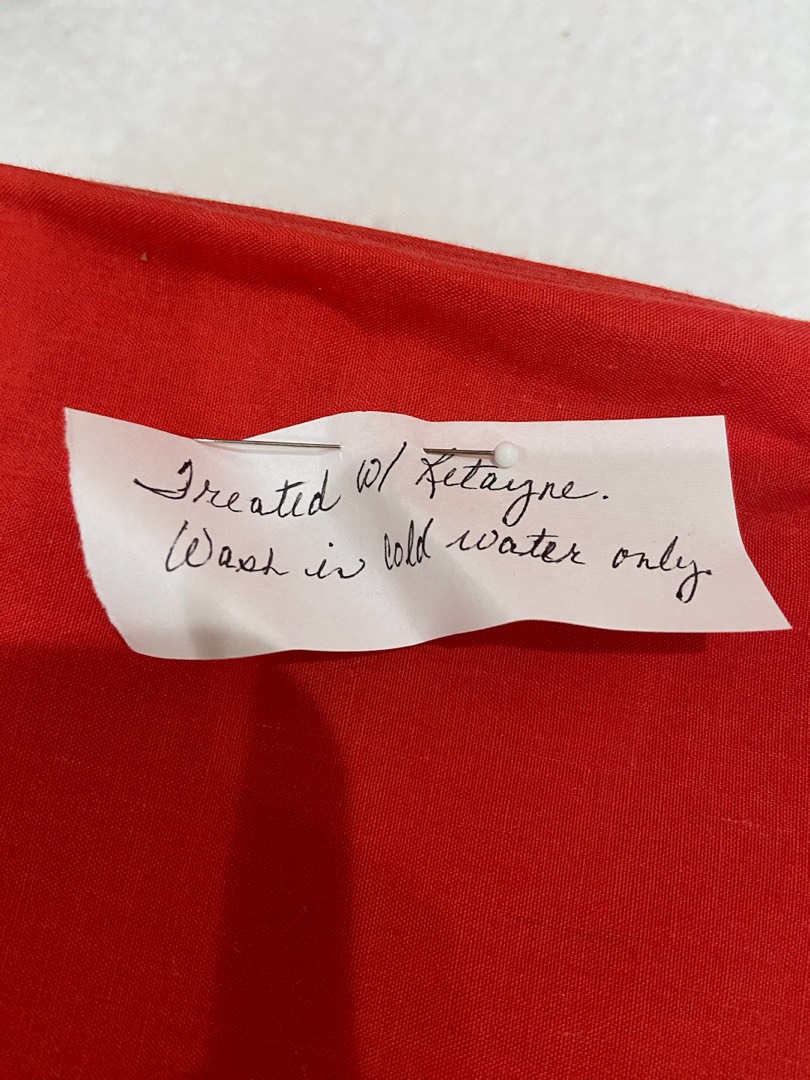 Treated w/ Retayne.
Wash in cold water only.